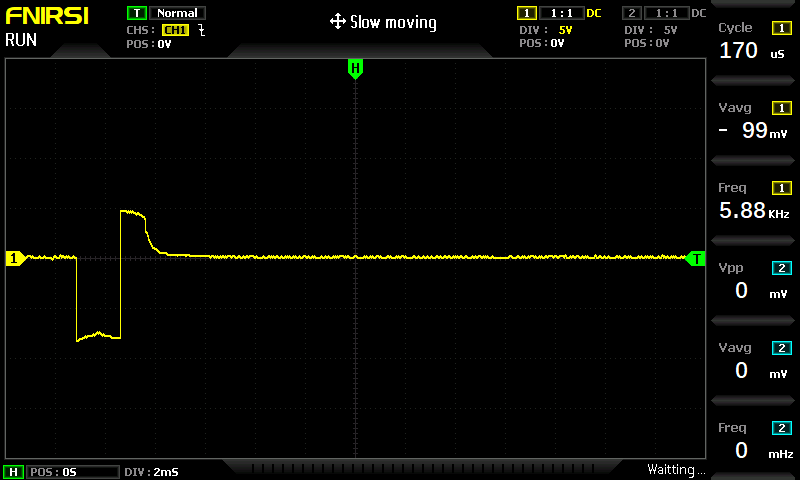 FNIRSI
RUN
T Normal
CHS: CH1
POS: 0V
Slow moving
1 1:1 DC
DIV: 5V
POS: 0V
2 1:1 DC
DIV: 5V
POS: 0V
H
1
T
Cycle 1
170 uS
Vavg 1
- 99 mV
Freq 1
5.88 KHz
Vpp 2
0 mV
Vavg 2
0 mV
Freq 2
0 mHz
H POS: 0S DIV: 2mS
Waitting...